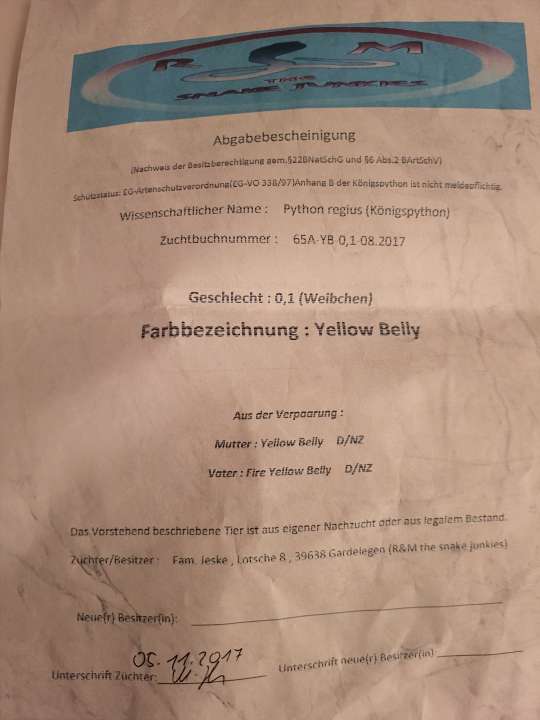 R S M
THE
SNAKE JUNKIES
Abgabebescheinigung
(Nachweis der Besitzberechtigung gem.§22BNatSchG und §6 Abs.2 BArtSchV)
Schutzstatus: EG-Artenschutzverordnung(EG-VO 338/97)Anhang B der Königspython ist nicht meldepflichtig.
Wissenschaftlicher Name : Python regius (Königspython)
Zuchtbuchnummer : 65A-YB-0,1-08.2017
Geschlecht : 0,1 (Weibchen)
Farbbezeichnung : Yellow Belly
Aus der Verpaarung :
Mutter : Yellow Belly D/NZ
Vater : Fire Yellow Belly D/NZ
Das Vorstehend beschriebene Tier ist aus eigener Nachzucht oder aus legalem Bestand.
Züchter/Besitzer : Fam. Jeske , Lotsche 8 , 39638 Gardelegen (R&M the snake junkies)
Neue(r) Besitzer(in):
05.11.2017
Unterschrift Züchter: Unterschrift neue(r) Besitzer(in):